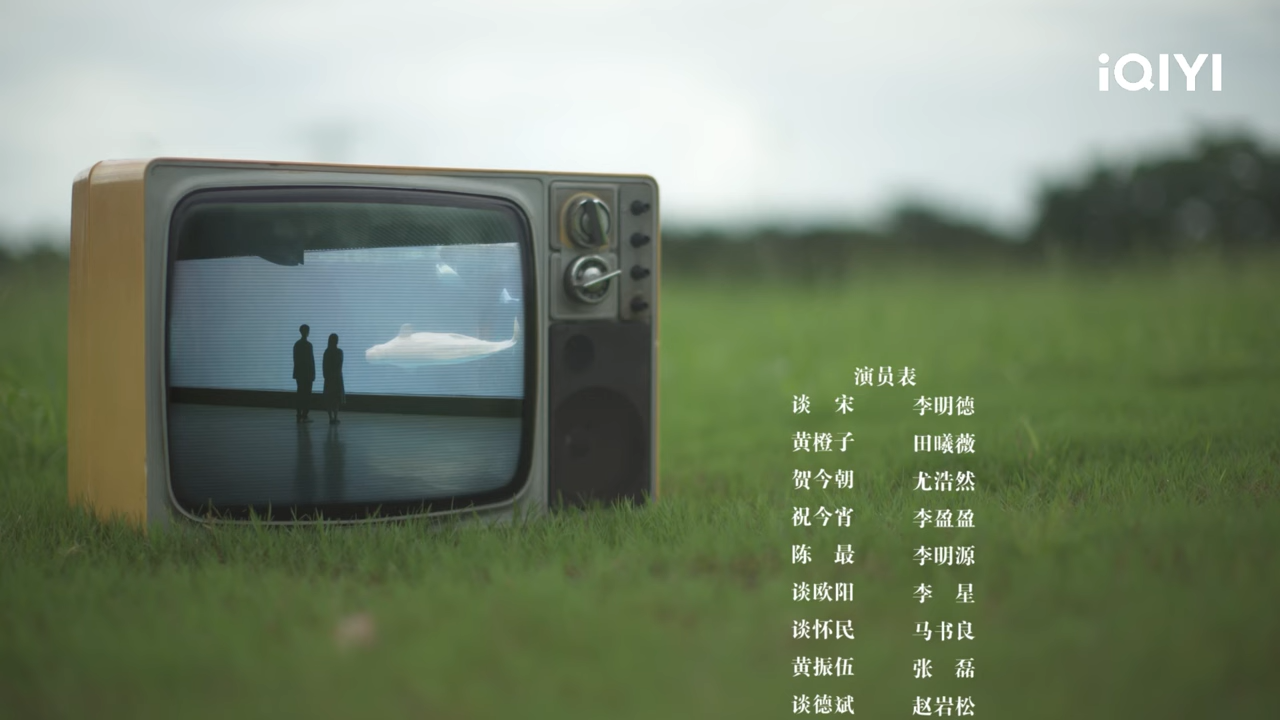 iQIYI
演员表
谈 宋 李明德
黄橙子 田曦薇
贺今朝 尤浩然
祝今宵 李盈盈
陈 最 李明源
谈欧阳 李 星
谈怀民 马书良
黄振伍 张 磊
谈德斌 赵岩松